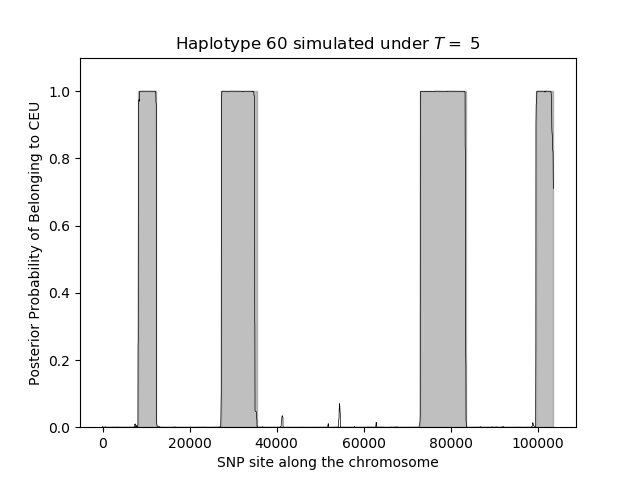 Haplotype 60 simulated under T = 5
Posterior Probability of Belonging to CEU
1.0
0.8
0.6
0.4
0.2
0.0
0 20000 40000 60000 80000 100000
SNP site along the chromosome